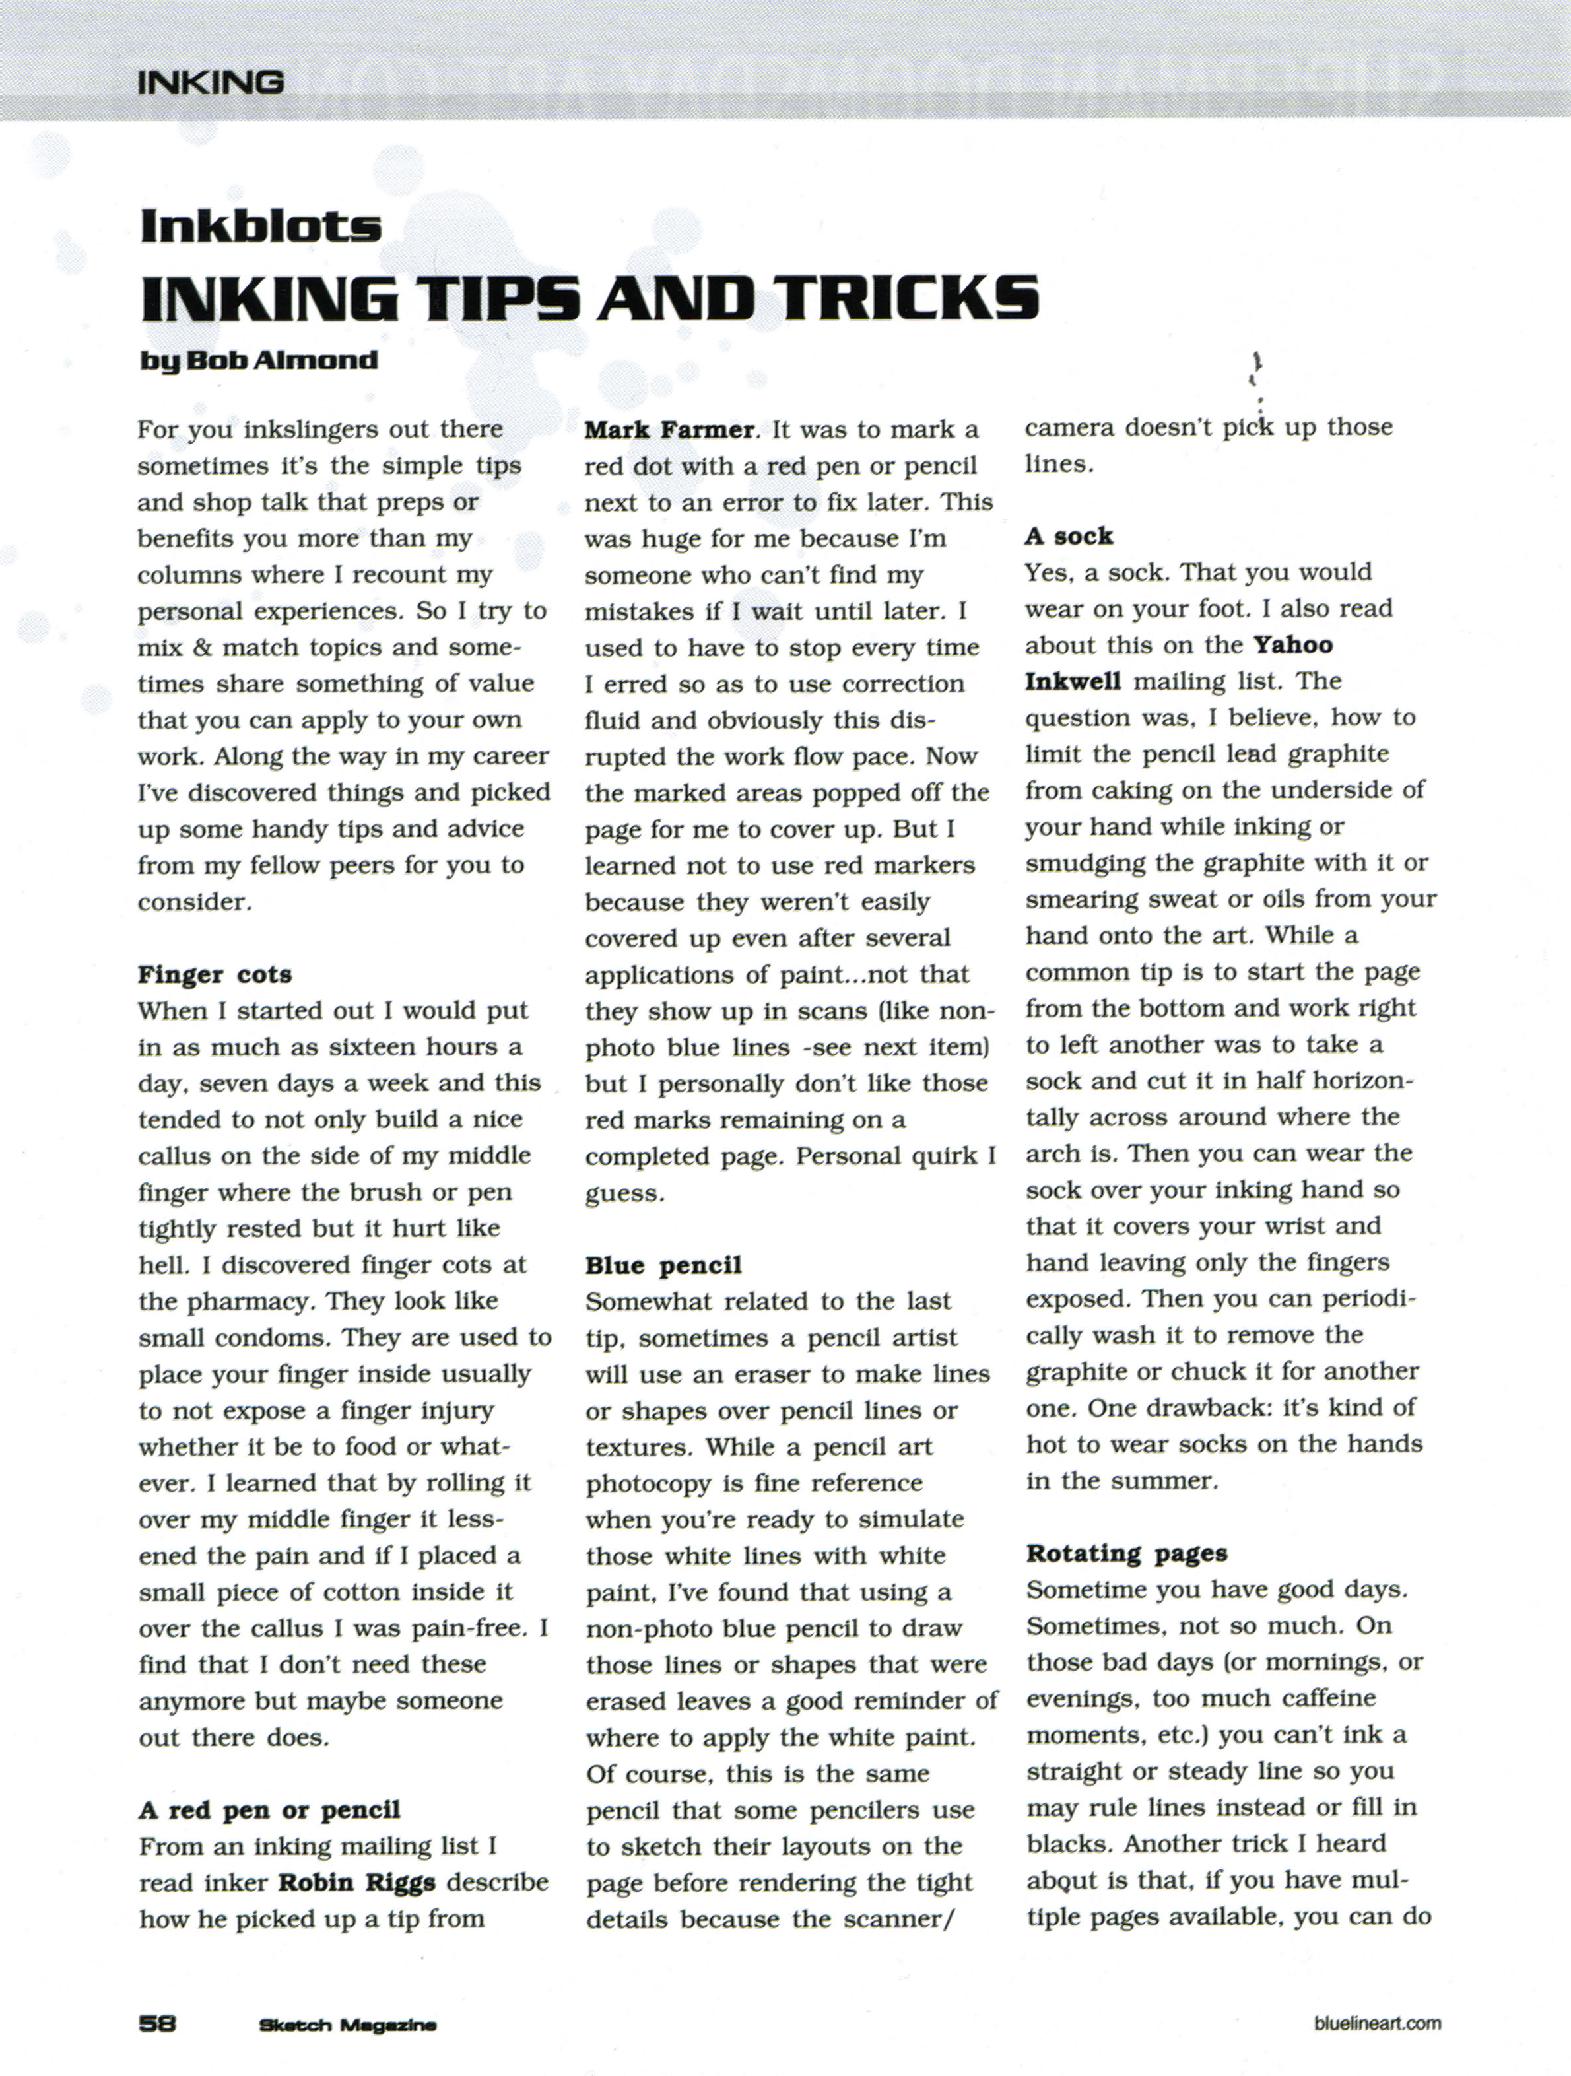 INKING
Inkblots
INKING TIPS AND TRICKS
by Bob Almond
For you inkslingers out there
sometimes it's the simple tips
and shop talk that preps or
benefits you more than my
columns where I recount my
personal experiences. So I try to
mix & match topics and some-
times share something of value
that you can apply to your own
work. Along the way in my career
I've discovered things and picked
up some handy tips and advice
from my fellow peers for you to
consider.
Finger cots
When I started out I would put
in as much as sixteen hours a
day, seven days a week and this
tended to not only build a nice
callus on the side of my middle
finger where the brush or pen
tightly rested but it hurt like
hell. I discovered finger cots at
the pharmacy. They look like
small condoms. They are used to
place your finger inside usually
to not expose a finger injury
whether it be to food or what-
ever. I learned that by rolling it
over my middle finger it less-
ened the pain and if I placed a
small piece of cotton inside it
over the callus I was pain-free. I
find that I don't need these
anymore but maybe someone
out there does.
A red pen or pencil
From an inking mailing list I
read inker Robin Riggs describe
how he picked up a tip from
Mark Farmer. It was to mark a
red dot with a red pen or pencil
next to an error to fix later. This
was huge for me because I'm
someone who can't find my
mistakes if I wait until later. I
used to have to stop every time
I erred so as to use correction
fluid and obviously this dis-
rupted the work flow pace. Now
the marked areas popped off the
page for me to cover up. But I
learned not to use red markers
because they weren't easily
covered up even after several
applications of paint...not that
they show up in scans (like non-
photo blue lines -see next item)
but I personally don't like those
red marks remaining on a
completed page. Personal quirk I
guess.
Blue pencil
Somewhat related to the last
tip, sometimes a pencil artist
will use an eraser to make lines
or shapes over pencil lines or
textures. While a pencil art
photocopy is fine reference
when you're ready to simulate
those white lines with white
paint, I've found that using a
non-photo blue pencil to draw
those lines or shapes that were
erased leaves a good reminder of
where to apply the white paint.
Of course, this is the same
pencil that some pencilers use
to sketch their layouts on the
page before rendering the tight
details because the scanner/
camera doesn't pick up those
lines.
A sock
Yes, a sock. That you would
wear on your foot. I also read
about this on the Yahoo
Inkwell mailing list. The
question was, I believe, how to
limit the pencil lead graphite
from caking on the underside of
your hand while inking or
smudging the graphite with it or
smearing sweat or oils from your
hand onto the art. While a
common tip is to start the page
from the bottom and work right
to left another was to take a
sock and cut it in half horizon-
tally across around where the
arch is. Then you can wear the
sock over your inking hand so
that it covers your wrist and
hand leaving only the fingers
exposed. Then you can periodi-
cally wash it to remove the
graphite or chuck it for another
one. One drawback: it's kind of
hot to wear socks on the hands
in the summer.
Rotating pages
Sometime you have good days.
Sometimes, not so much. On
those bad days (or mornings, or
evenings, too much caffeine
moments, etc.) you can't ink a
straight or steady line so you
may rule lines instead or fill in
blacks. Another trick I heard
about is that, if you have mul-
tiple pages available, you can do
58 Sketch Magazine bluelineart.com